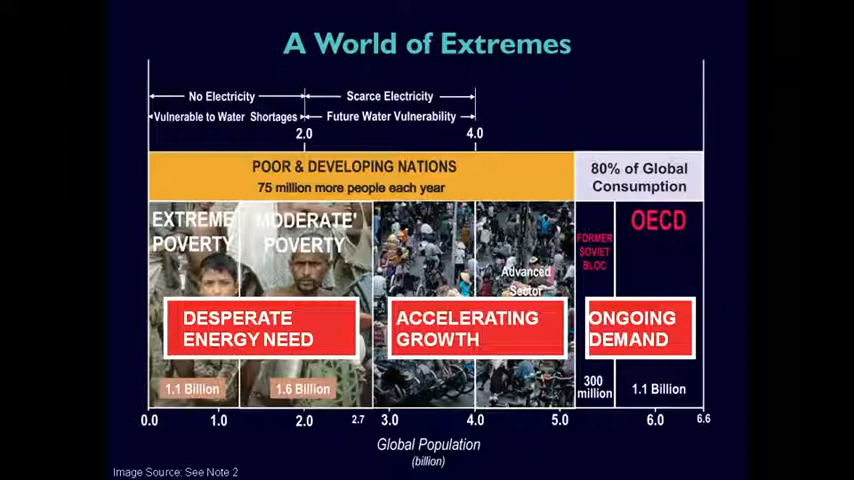 A World of Extremes
No Electricity
Scarce Electricity
Vulnerable to Water Shortages
Future Water Vulnerability
2.0
4.0
POOR & DEVELOPING NATIONS
75 million more people each year
80% of Global
Consumption
EXTREME
POVERTY
MODERATE'
POVERTY
Advanced
Sector
FORMER
SOVIET
BLOC
OECD
DESPERATE
ENERGY NEED
ACCELERATING
GROWTH
ONGOING
DEMAND
1.1 Billion
1.6 Billion
300
million
1.1 Billion
0.0
1.0
2.0
2.7
3.0
4.0
5.0
6.0
6.6
Global Population
(billion)
Image Source: See Note 2